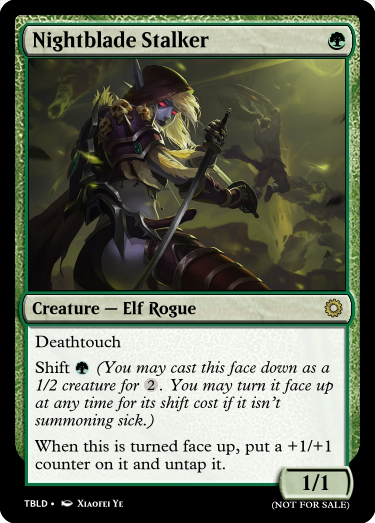 Nightblade Stalker
Creature — Elf Rogue
Deathtouch
Shift (You may cast this face down as a
1/2 creature for 2. You may turn it face up
at any time for its shift cost if it isn't
summoning sick.)
When this is turned face up, put a +1/+1
counter on it and untap it.
1/1
TBLD • Xiaofei Ye
(NOT FOR SALE)